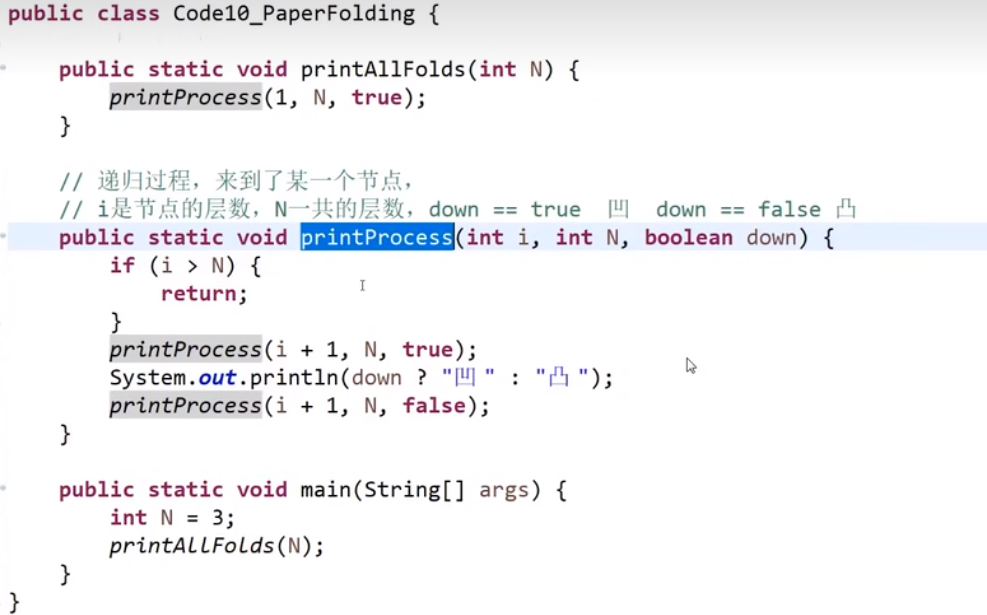 public class Code10_PaperFolding {
public static void printAllFolds(int N) {
printProcess(1, N, true);
}
// 递归过程，来到了某一个节点，
// i是节点的层数，N一共的层数，down == true 凹 down == false 凸
public static void printProcess(int i, int N, boolean down) {
if (i > N) {
return;
}
printProcess(i + 1, N, true);
System.out.println(down ? "凹 " : "凸 ");
printProcess(i + 1, N, false);
}
public static void main(String[] args) {
int N = 3;
printAllFolds(N);
}
}